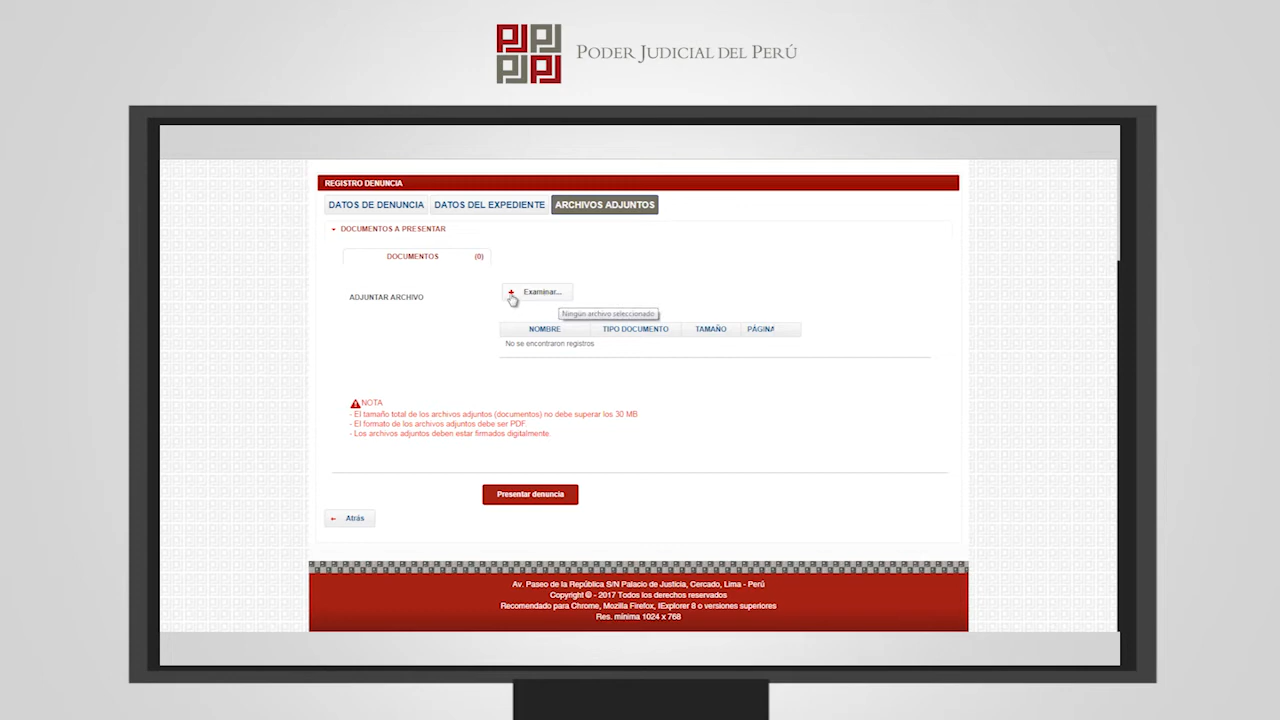 PODER JUDICIAL DEL PERÚ
REGISTRO DENUNCIA
DATOS DE DENUNCIA DATOS DEL EXPEDIENTE ARCHIVOS ADJUNTOS
DOCUMENTOS A PRESENTAR
DOCUMENTOS (0)
ADJUNTAR ARCHIVO
Examinar...
Ningún archivo seleccionado
NOMBRE TIPO DOCUMENTO TAMAÑO PÁGINA
No se encontraron registros
NOTA
- El tamaño total de los archivos adjuntos (documentos) no debe superar los 30 MB
- El formato de los archivos adjuntos debe ser PDF
- Los archivos adjuntos deben estar firmados digitalmente.
Presentar denuncia
Atrás
Av. Paseo de la República S/N Palacio de Justicia, Cercado, Lima - Perú
Copyright © - 2017 Todos los derechos reservados
Recomendado para Chrome, Mozilla Firefox, IExplorer 8 o versiones superiores
Res. mínima 1024 x 768